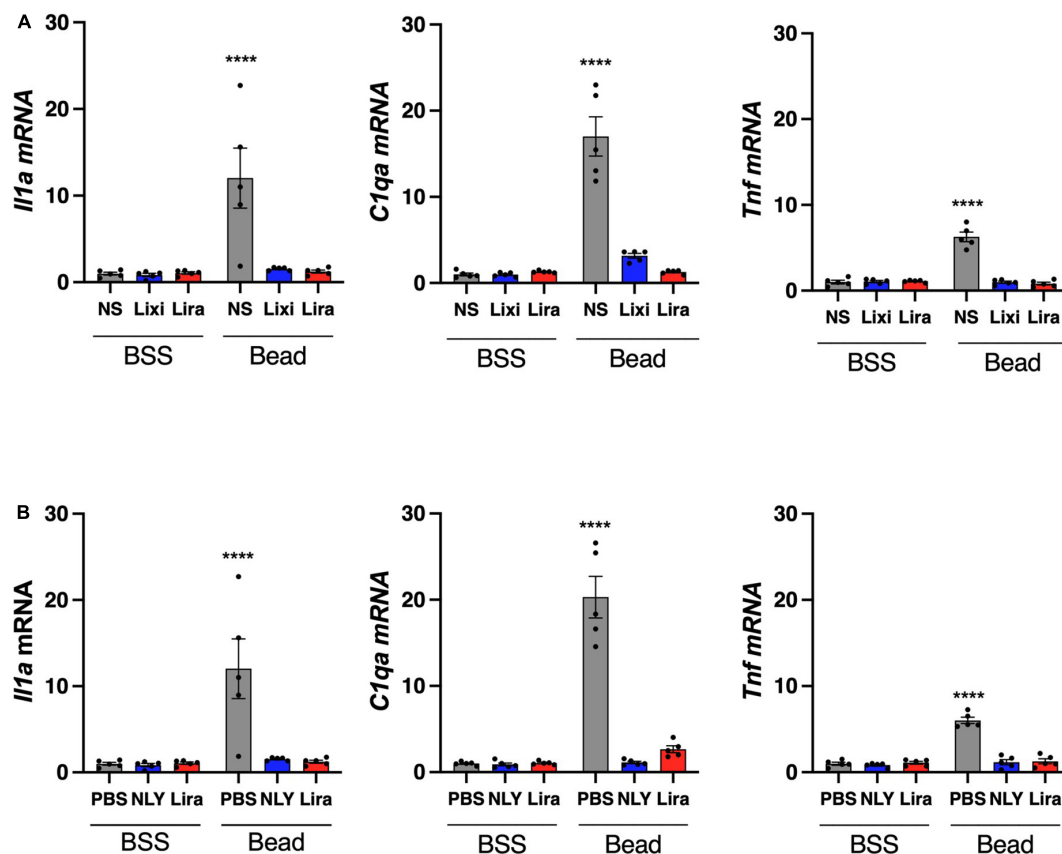 A
Il1a mRNA
30
20
10
0
****
NS Lixi Lira NS Lixi Lira
BSS Bead
C1qa mRNA
30
20
10
0
****
NS Lixi Lira NS Lixi Lira
BSS Bead
Tnf mRNA
30
20
10
0
****
NS Lixi Lira NS Lixi Lira
BSS Bead
B
Il1a mRNA
30
20
10
0
****
PBS NLY Lira PBS NLY Lira
BSS Bead
C1qa mRNA
30
20
10
0
****
PBS NLY Lira PBS NLY Lira
BSS Bead
Tnf mRNA
30
20
10
0
****
PBS NLY Lira PBS NLY Lira
BSS Bead